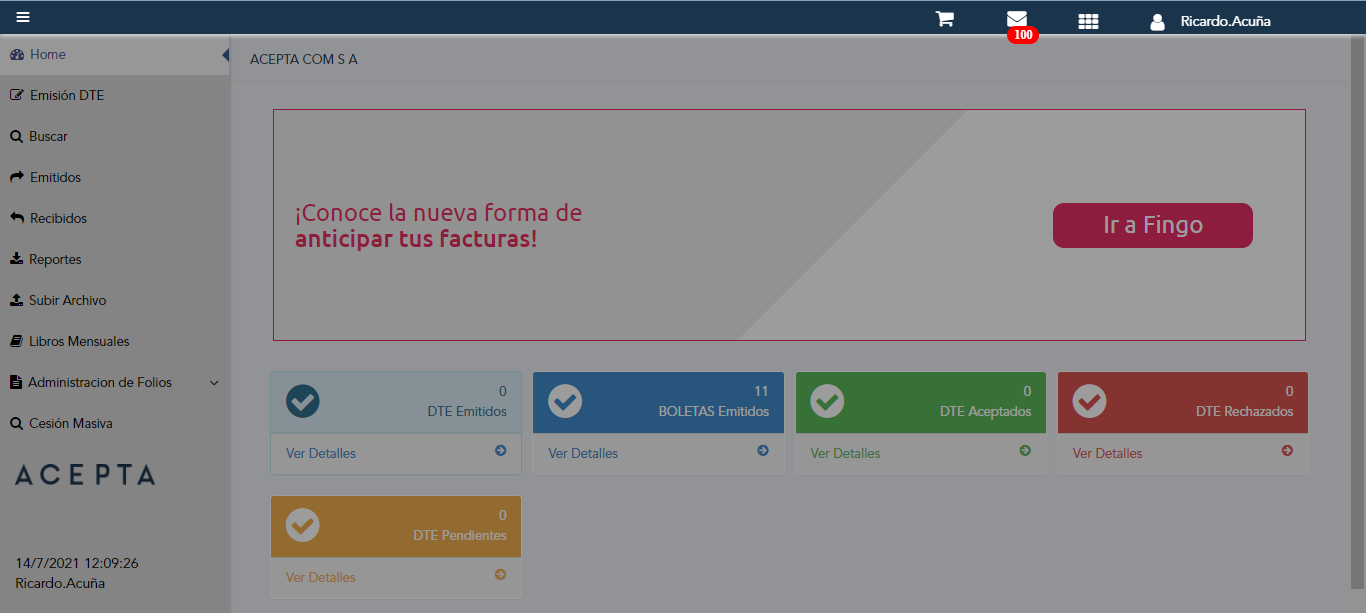 100
Ricardo.Acuña
Home
Emisión DTE
Buscar
Emitidos
Recibidos
Reportes
Subir Archivo
Libros Mensuales
Administracion de Folios
Cesión Masiva
ACEPTA
14/7/2021 12:09:26
Ricardo.Acuña
ACEPTA COM S A
¡Conoce la nueva forma de
anticipar tus facturas!
Ir a Fingo
0
DTE Emitidos
Ver Detalles
11
BOLETAS Emitidos
Ver Detalles
0
DTE Aceptados
Ver Detalles
0
DTE Rechazados
Ver Detalles
0
DTE Pendientes
Ver Detalles